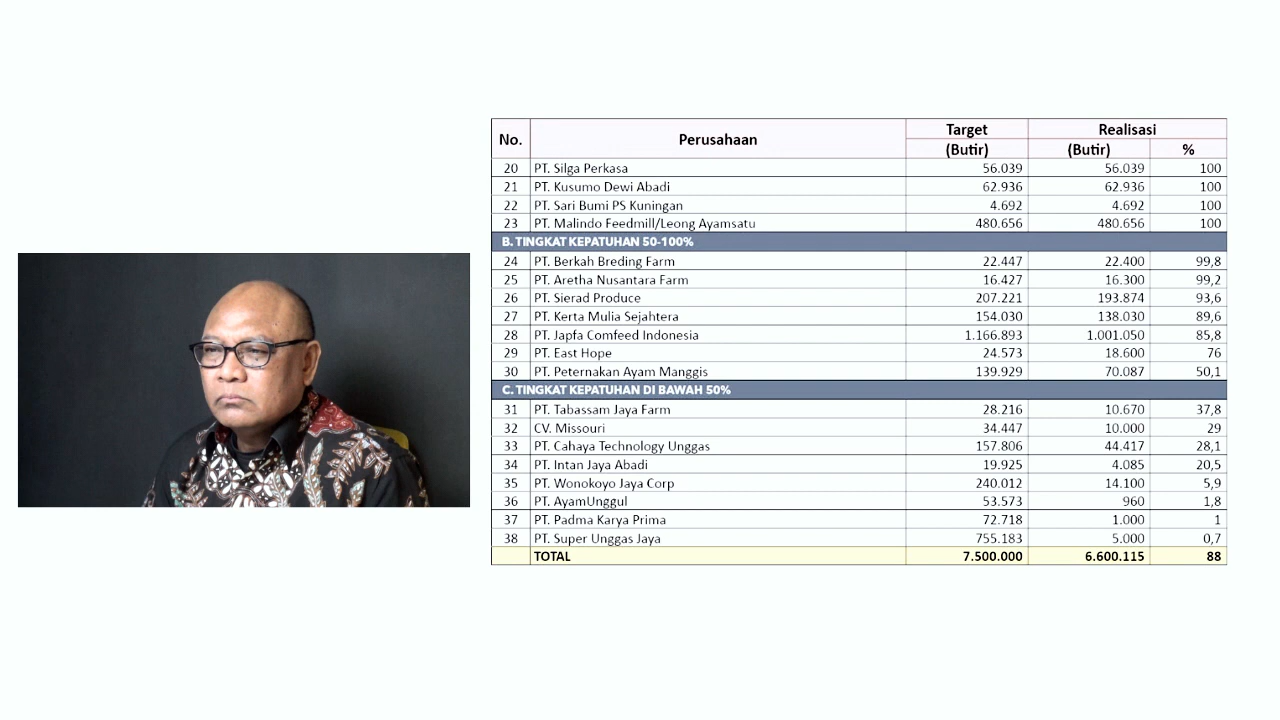 No. Perusahaan Target Realisasi
(Butir) (Butir) %
20 PT. Silga Perkasa 56.039 56.039 100
21 PT. Kusumo Dewi Abadi 62.936 62.936 100
22 PT. Sari Bumi PS Kuningan 4.692 4.692 100
23 PT. Malindo Feedmill/Leong Ayamsatu 480.656 480.656 100
B. TINGKAT KEPATUHAN 50-100%
24 PT. Berkah Breding Farm 22.447 22.400 99,8
25 PT. Aretha Nusantara Farm 16.427 16.300 99,2
26 PT. Sierad Produce 207.221 193.874 93,6
27 PT. Kerta Mulia Sejahtera 154.030 138.030 89,6
28 PT. Japfa Comfeed Indonesia 1.166.893 1.001.050 85,8
29 PT. East Hope 24.573 18.600 76
30 PT. Peternakan Ayam Manggis 139.929 70.087 50,1
C. TINGKAT KEPATUHAN DI BAWAH 50%
31 PT. Tabassam Jaya Farm 28.216 10.670 37,8
32 CV. Missouri 34.447 10.000 29
33 PT. Cahaya Technology Unggas 157.806 44.417 28,1
34 PT. Intan Jaya Abadi 19.925 4.085 20,5
35 PT. Wonokoyo Jaya Corp 240.012 14.100 5,9
36 PT. AyamUnggul 53.573 960 1,8
37 PT. Padma Karya Prima 72.718 1.000 1
38 PT. Super Unggas Jaya 755.183 5.000 0,7
TOTAL 7.500.000 6.600.115 88